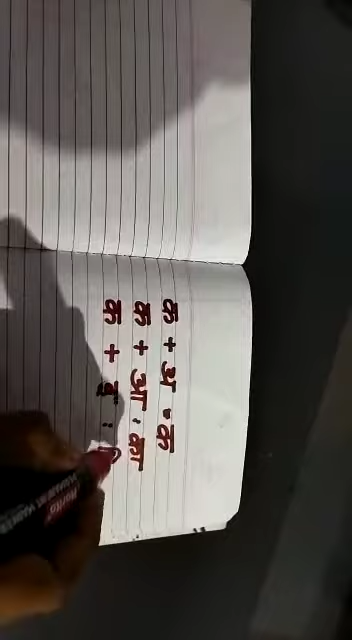 क + अ = क
क + आ = का
क + इ =